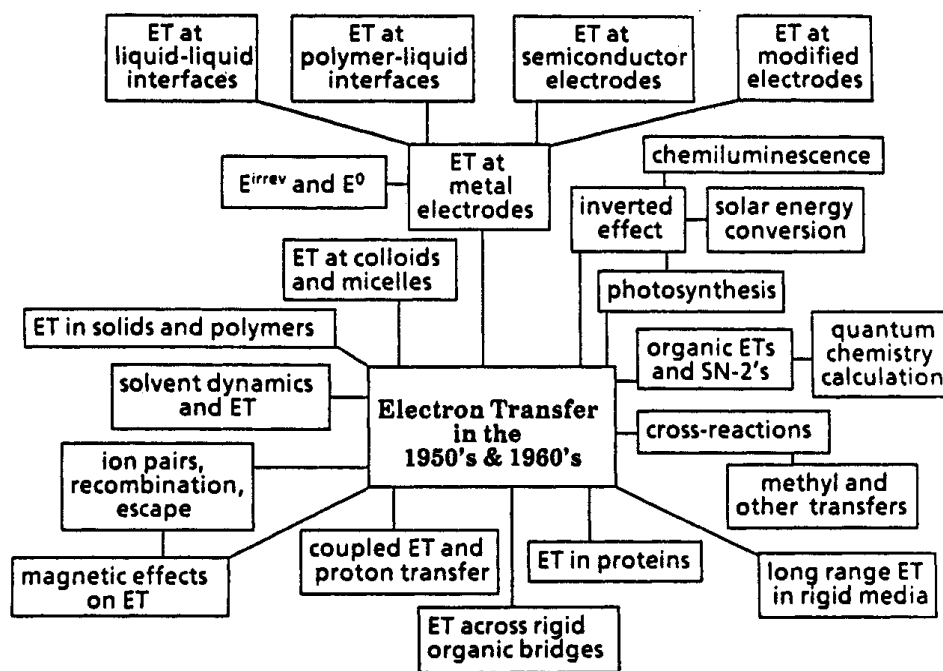 ET at
liquid-liquid
interfaces
ET at
polymer-liquid
interfaces
ET at
semiconductor
electrodes
ET at
modified
electrodes
E^irrev and E^0
ET at
metal
electrodes
chemiluminescence
inverted
effect
solar energy
conversion
ET at colloids
and micelles
photosynthesis
ET in solids and polymers
organic ETs
and SN-2's
quantum
chemistry
calculation
solvent dynamics
and ET
Electron Transfer
in the
1950's & 1960's
cross-reactions
ion pairs,
recombination,
escape
methyl and
other transfers
magnetic effects
on ET
coupled ET and
proton transfer
ET in proteins
long range ET
in rigid media
ET across rigid
organic bridges